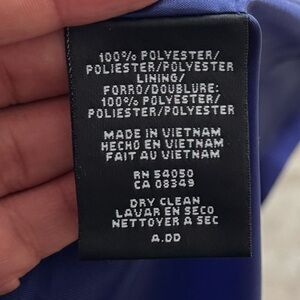 100% POLYESTER/
POLIESTER/POLYESTER
LINING/
FORRO/DOUBLURE:
100% POLYESTER/
POLIESTER/POLYESTER
MADE IN VIETNAM
HECHO EN VIETNAM
FAIT AU VIETNAM
RN 54050
CA 08349
DRY CLEAN
LAVAR EN SECO
NETTOYER A SEC
A.DD